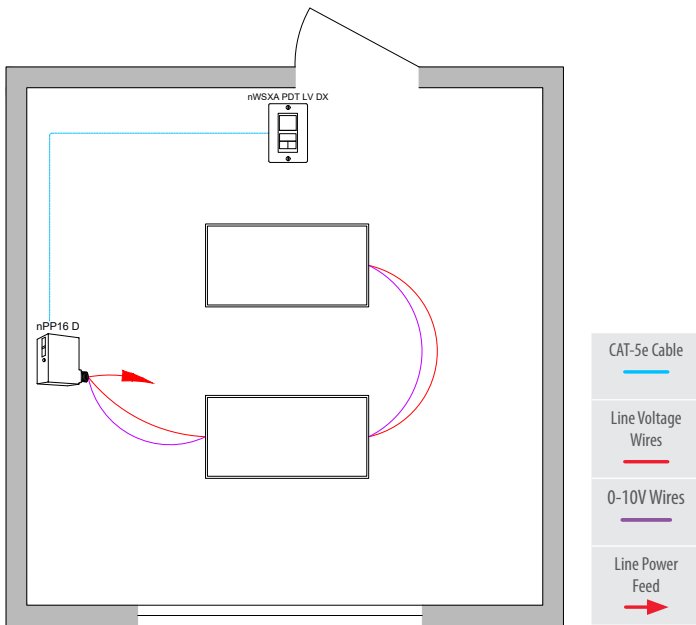 nWSXA PDT LV DX
nPP16 D
CAT-5e Cable
Line Voltage
Wires
0-10V Wires
Line Power
Feed